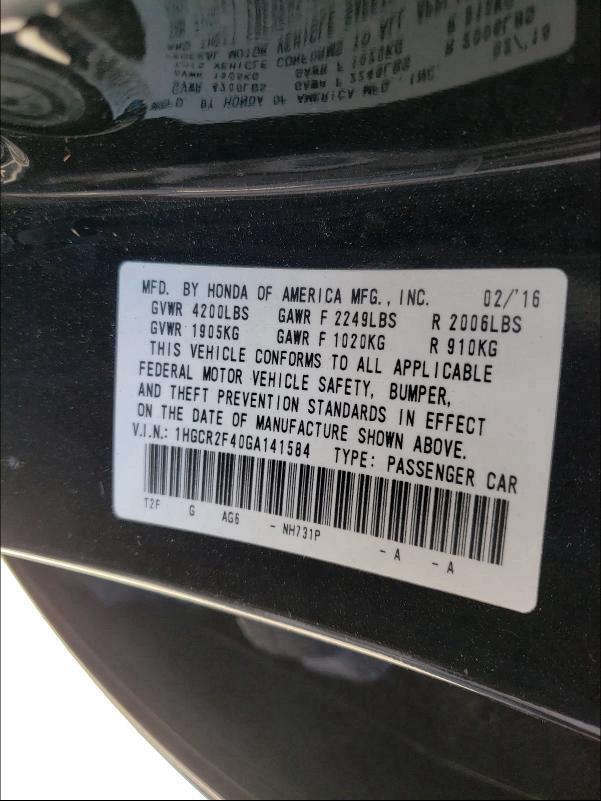 MFD. BY HONDA OF AMERICA MFG., INC. 02/'16
GVWR 4200LBS GAWR F 2249LBS R 2006LBS
GVWR 1905KG GAWR F 1020KG R 910KG
THIS VEHICLE CONFORMS TO ALL APPLICABLE
FEDERAL MOTOR VEHICLE SAFETY, BUMPER,
AND THEFT PREVENTION STANDARDS IN EFFECT
ON THE DATE OF MANUFACTURE SHOWN ABOVE.
V.I.N.: 1HGCR2F40GA141584 TYPE: PASSENGER CAR
T2F G AG6 - NH731P - A - A